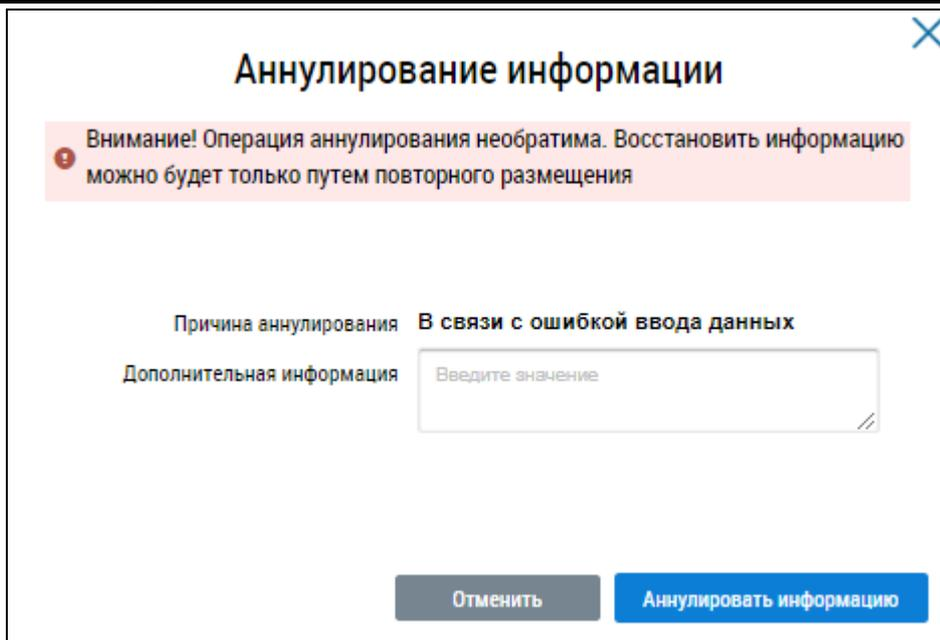 Аннулирование информации
Внимание! Операция аннулирования необратима. Восстановить информацию
можно будет только путем повторного размещения
Причина аннулирования В связи с ошибкой ввода данных
Дополнительная информация Введите значение
Отменить Аннулировать информацию